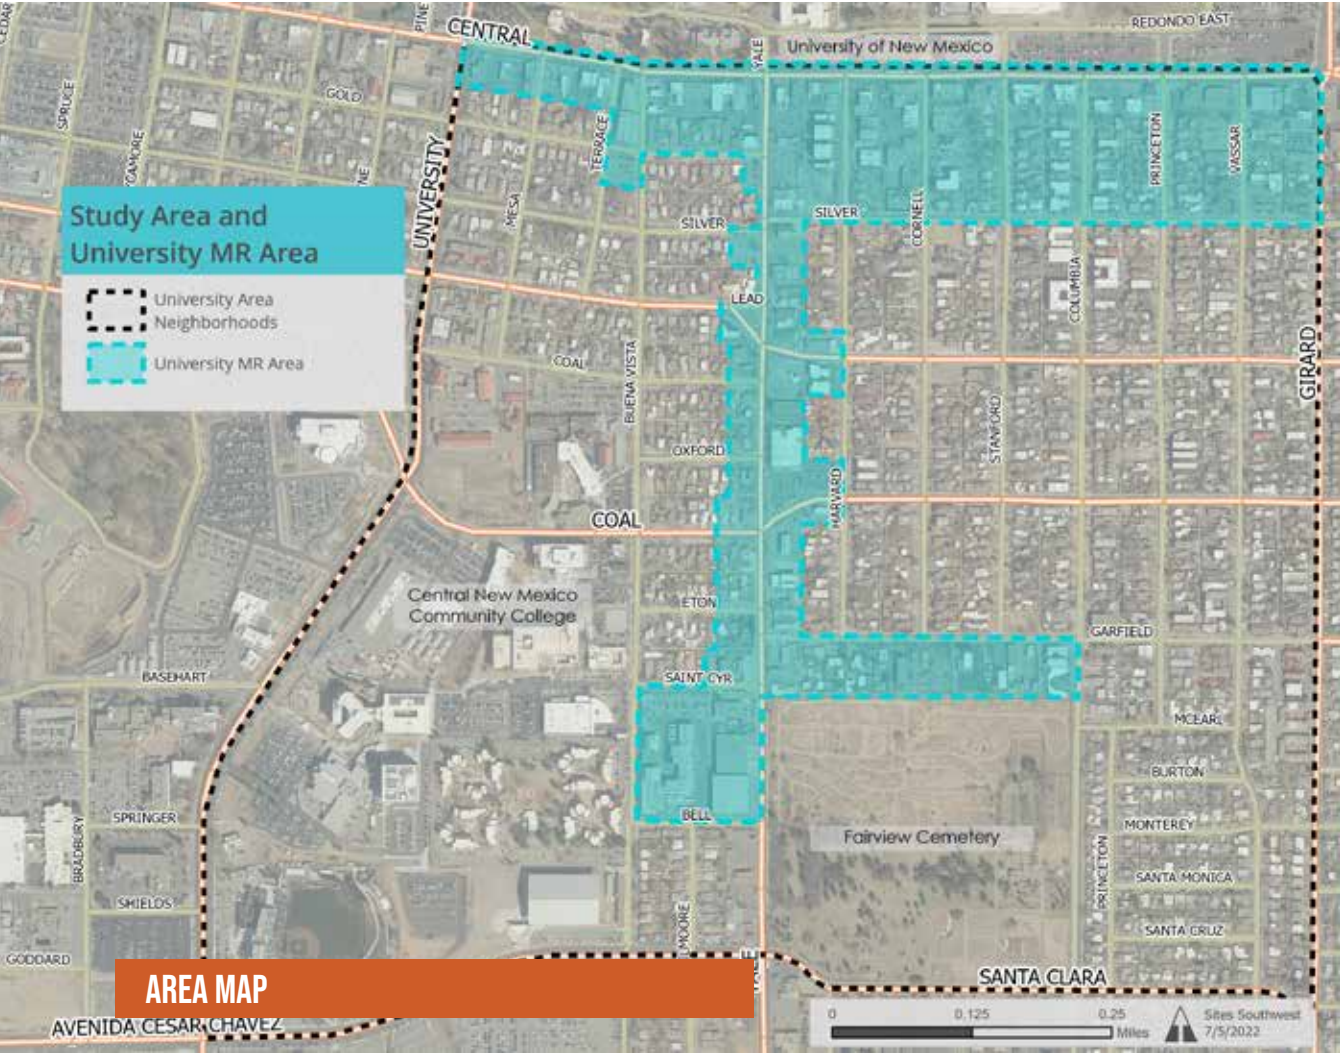 CEDAR
PINE
CENTRAL
REDONDO EAST
YALE
University of New Mexico
GOLD
SPRUCE
TERRACE
PRINCETON
VASSAR
UNIVERSITY
MESA
SILVER
SILVER
CORNELL
Study Area and
University MR Area
University Area
Neighborhoods
University MR Area
LEAD
COLUMBIA
GIRARD
COAL
BUENA VISTA
STANFORD
OXFORD
HARVARD
COAL
Central New Mexico
Community College
ETON
GARFIELD
BASEHART
SAINT CYR
MCEARL
BURTON
SPRINGER
BELL
MONTEREY
BRADBURY
Fairview Cemetery
PRINCETON
SANTA MONICA
SHIELDS
MOORE
SANTA CRUZ
GODDARD
SANTA CLARA
AREA MAP
AVENIDA CESAR CHAVEZ
0 0.125 0.25
Miles
Sites Southwest
7/5/2022